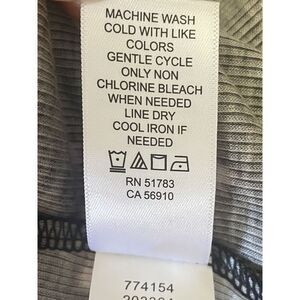 MACHINE WASH
COLD WITH LIKE
COLORS
GENTLE CYCLE
ONLY NON
CHLORINE BLEACH
WHEN NEEDED
LINE DRY
COOL IRON IF
NEEDED
RN 51783
CA 56910
774154